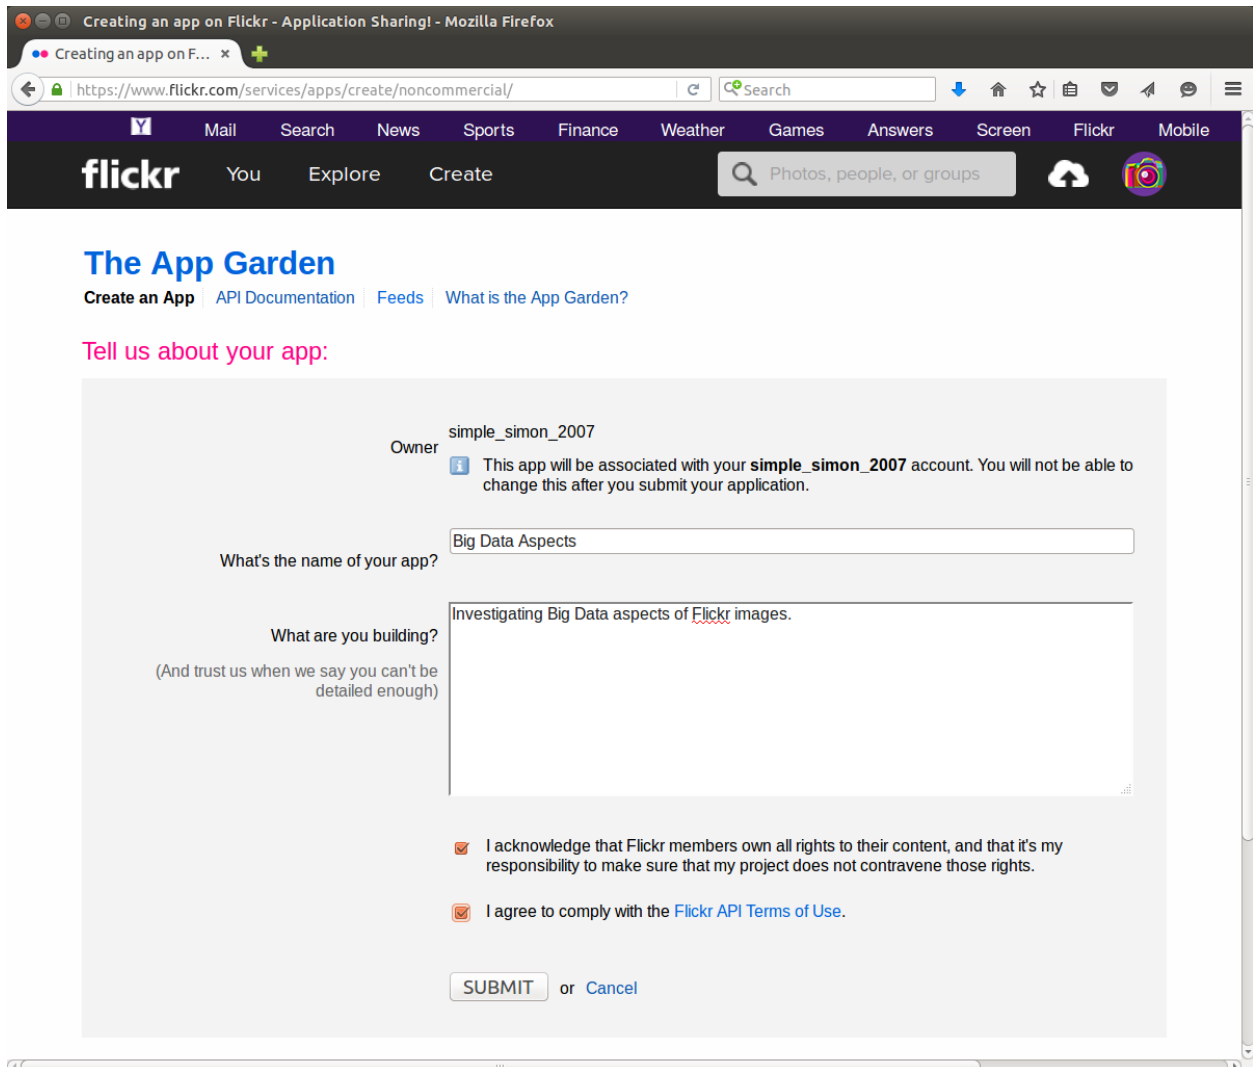 Creating an app on Flickr - Application Sharing! - Mozilla Firefox
Creating an app on F...
https://www.flickr.com/services/apps/create/noncommercial/
Search
Y Mail Search News Sports Finance Weather Games Answers Screen Flickr Mobile
flickr You Explore Create Photos, people, or groups
The App Garden
Create an App API Documentation Feeds What is the App Garden?
Tell us about your app:
Owner
simple_simon_2007
This app will be associated with your simple_simon_2007 account. You will not be able to
change this after you submit your application.
What's the name of your app?
Big Data Aspects
What are you building?
(And trust us when we say you can't be
detailed enough)
Investigating Big Data aspects of Flickr images.
I acknowledge that Flickr members own all rights to their content, and that it's my
responsibility to make sure that my project does not contravene those rights.
I agree to comply with the Flickr API Terms of Use.
SUBMIT or Cancel